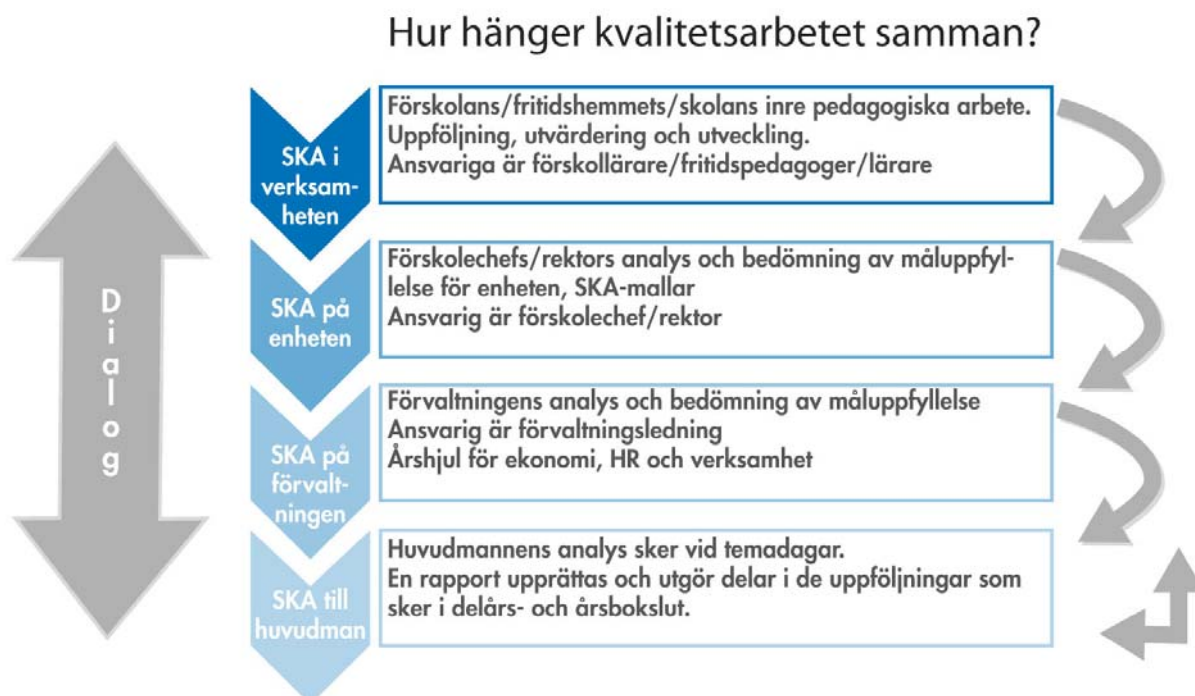 Hur hänger kvalitetsarbetet samman?
Dialog
SKA i
verksam-
heten
Förskolans/fritidshemmets/skolans inre pedagogiska arbete.
Uppföljning, utvärdering och utveckling.
Ansvariga är förskollärare/fritidspedagoger/lärare
SKA på
enheten
Förskolechefs/rektors analys och bedömning av måluppfyl-
lelse för enheten, SKA-mallar
Ansvarig är förskolechef/rektor
SKA på
förvalt-
ningen
Förvaltningens analys och bedömning av måluppfyllelse
Ansvarig är förvaltningsledning
Årshjul för ekonomi, HR och verksamhet
SKA till
huvudman
Huvudmannens analys sker vid temadagar.
En rapport upprättas och utgör delar i de uppföljningar som
sker i delårs- och årsbokslut.